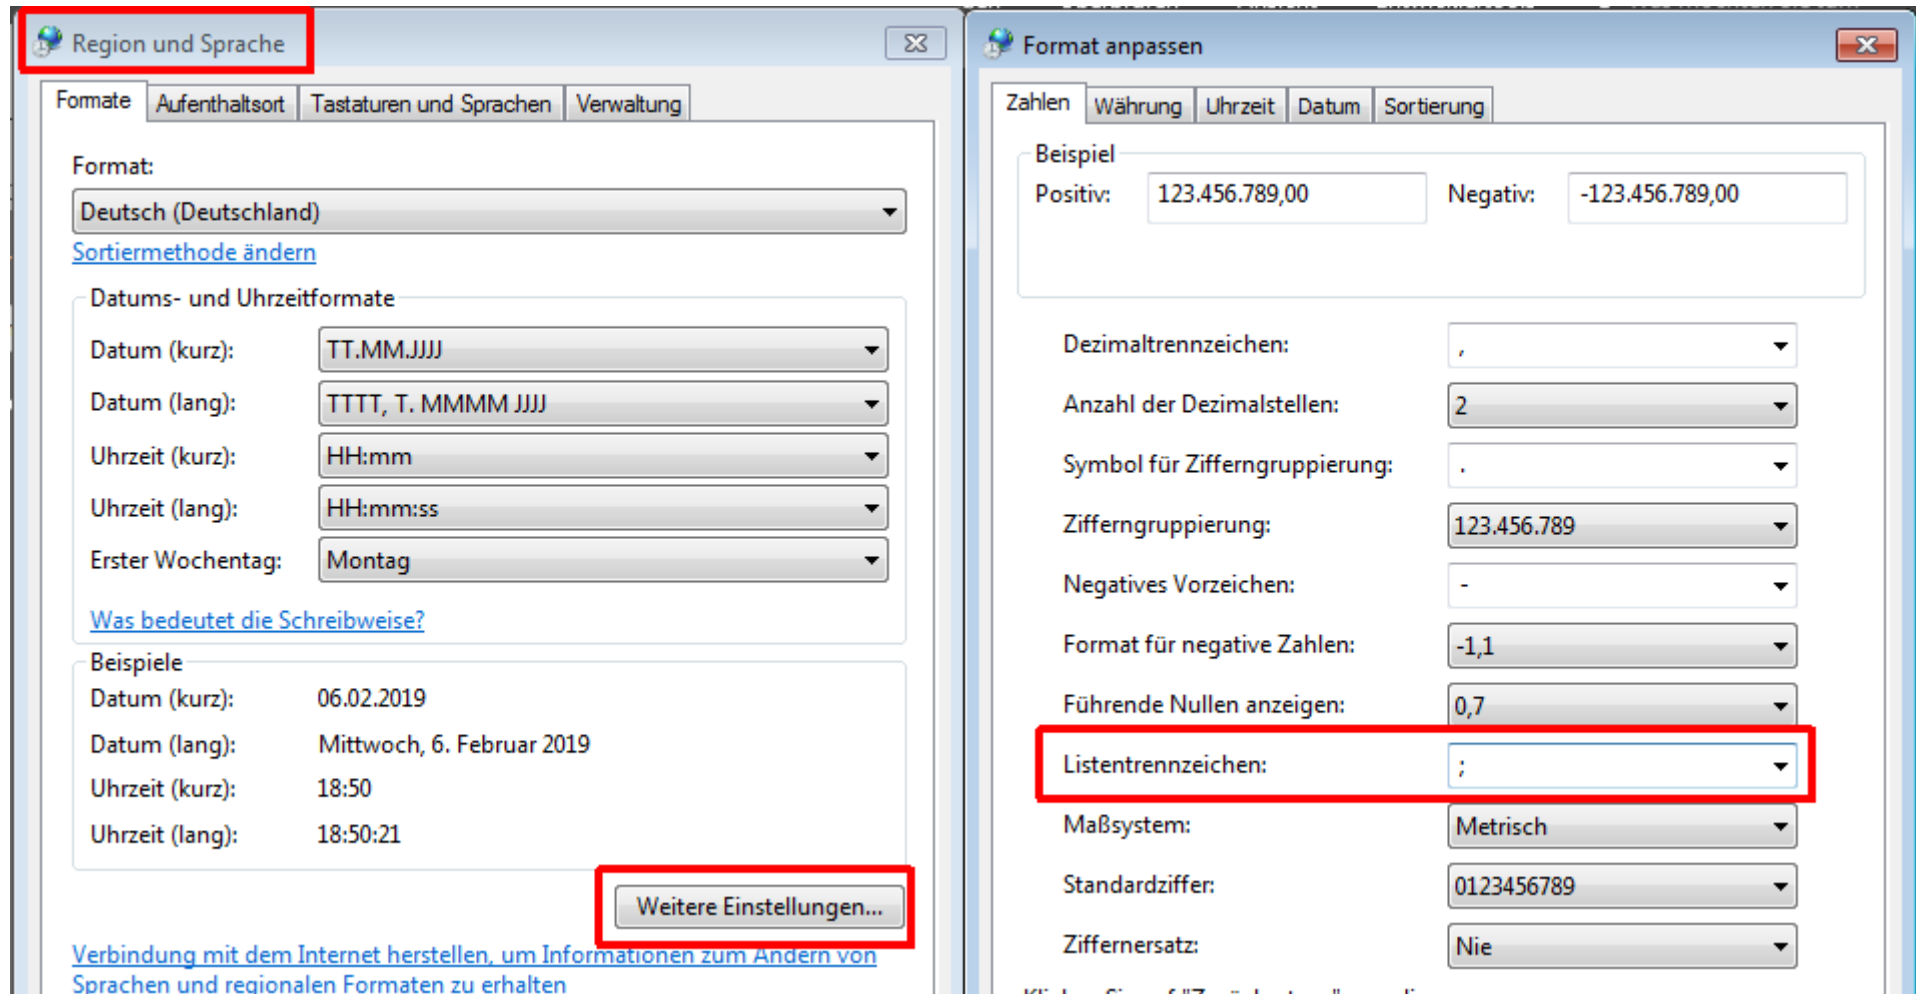 Region und Sprache
Formate Aufenthaltsort Tastaturen und Sprachen Verwaltung
Format:
Deutsch (Deutschland)
Sortiermethode ändern
Datums- und Uhrzeitformate
Datum (kurz): TT.MM.JJJJ
Datum (lang): TTTT, T. MMMM JJJJ
Uhrzeit (kurz): HH:mm
Uhrzeit (lang): HH:mm:ss
Erster Wochentag: Montag
Was bedeutet die Schreibweise?
Beispiele
Datum (kurz): 06.02.2019
Datum (lang): Mittwoch, 6. Februar 2019
Uhrzeit (kurz): 18:50
Uhrzeit (lang): 18:50:21
Weitere Einstellungen...
Verbindung mit dem Internet herstellen, um Informationen zum Ändern von
Sprachen und regionalen Formaten zu erhalten
Format anpassen
Zahlen Währung Uhrzeit Datum Sortierung
Beispiel
Positiv: 123.456.789,00 Negativ: -123.456.789,00
Dezimaltrennzeichen: ,
Anzahl der Dezimalstellen: 2
Symbol für Zifferngruppierung: .
Zifferngruppierung: 123.456.789
Negatives Vorzeichen: -
Format für negative Zahlen: -1,1
Führende Nullen anzeigen: 0,7
Listentrennzeichen: ;
Maßsystem: Metrisch
Standardziffer: 0123456789
Ziffernersatz: Nie